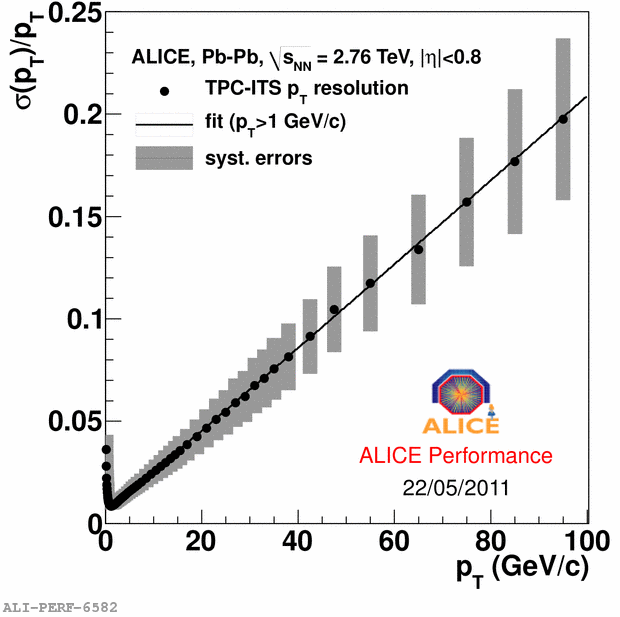 σ(p_T)/p_T
ALICE, Pb-Pb, √s_NN = 2.76 TeV, |η|<0.8
TPC-ITS p_T resolution
fit (p_T>1 GeV/c)
syst. errors
0.25
0.2
0.15
0.1
0.05
0
ALICE
ALICE Performance
22/05/2011
0 20 40 60 80 100
p_T (GeV/c)
ALI-PERF-6582